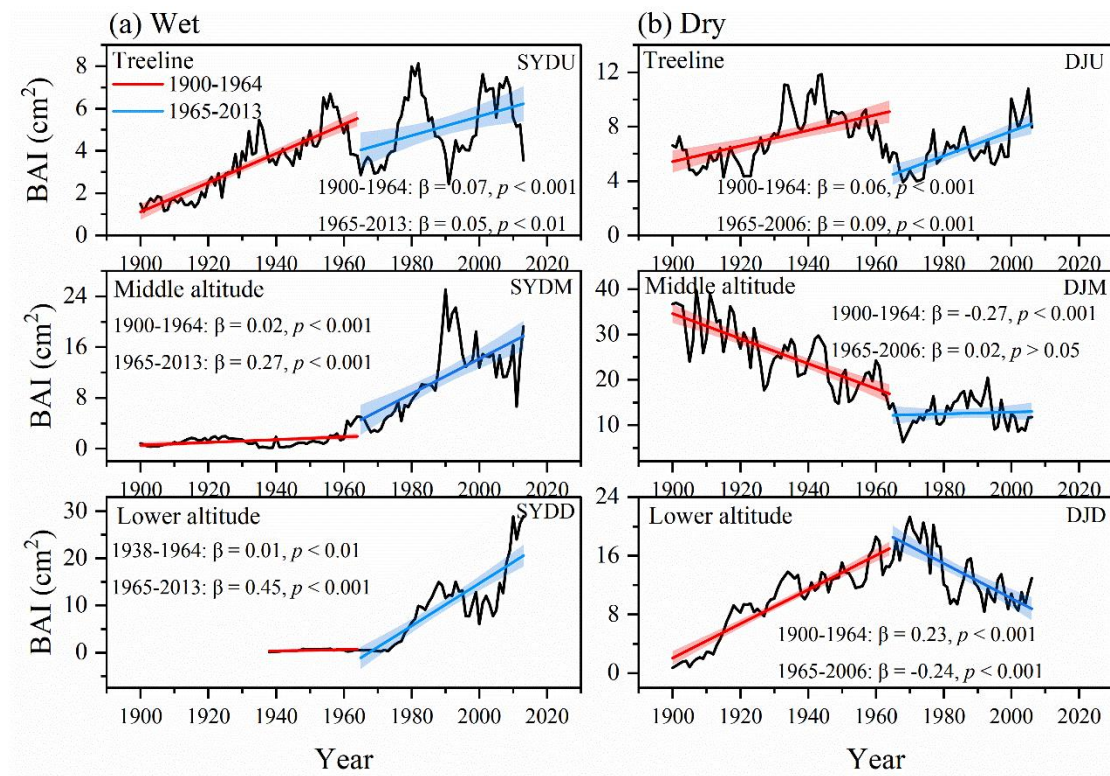 (a) Wet
(b) Dry
Treeline
SYDU
1900-1964
1965-2013
BAI (cm²)
8
6
4
2
0
1900-1964: β = 0.07, p < 0.001
1965-2013: β = 0.05, p < 0.01
1900 1920 1940 1960 1980 2000 2020
Treeline
DJU
12
8
4
0
1900-1964: β = 0.06, p < 0.001
1965-2006: β = 0.09, p < 0.001
1900 1920 1940 1960 1980 2000 2020
Middle altitude
SYDM
1900-1964: β = 0.02, p < 0.001
1965-2013: β = 0.27, p < 0.001
BAI (cm²)
24
16
8
0
1900 1920 1940 1960 1980 2000 2020
Middle altitude
DJM
1900-1964: β = -0.27, p < 0.001
1965-2006: β = 0.02, p > 0.05
40
30
20
10
0
1900 1920 1940 1960 1980 2000 2020
Lower altitude
SYDD
1938-1964: β = 0.01, p < 0.01
1965-2013: β = 0.45, p < 0.001
BAI (cm²)
30
20
10
0
1900 1920 1940 1960 1980 2000 2020
Year
Lower altitude
DJD
24
16
8
0
1900-1964: β = 0.23, p < 0.001
1965-2006: β = -0.24, p < 0.001
1900 1920 1940 1960 1980 2000 2020
Year